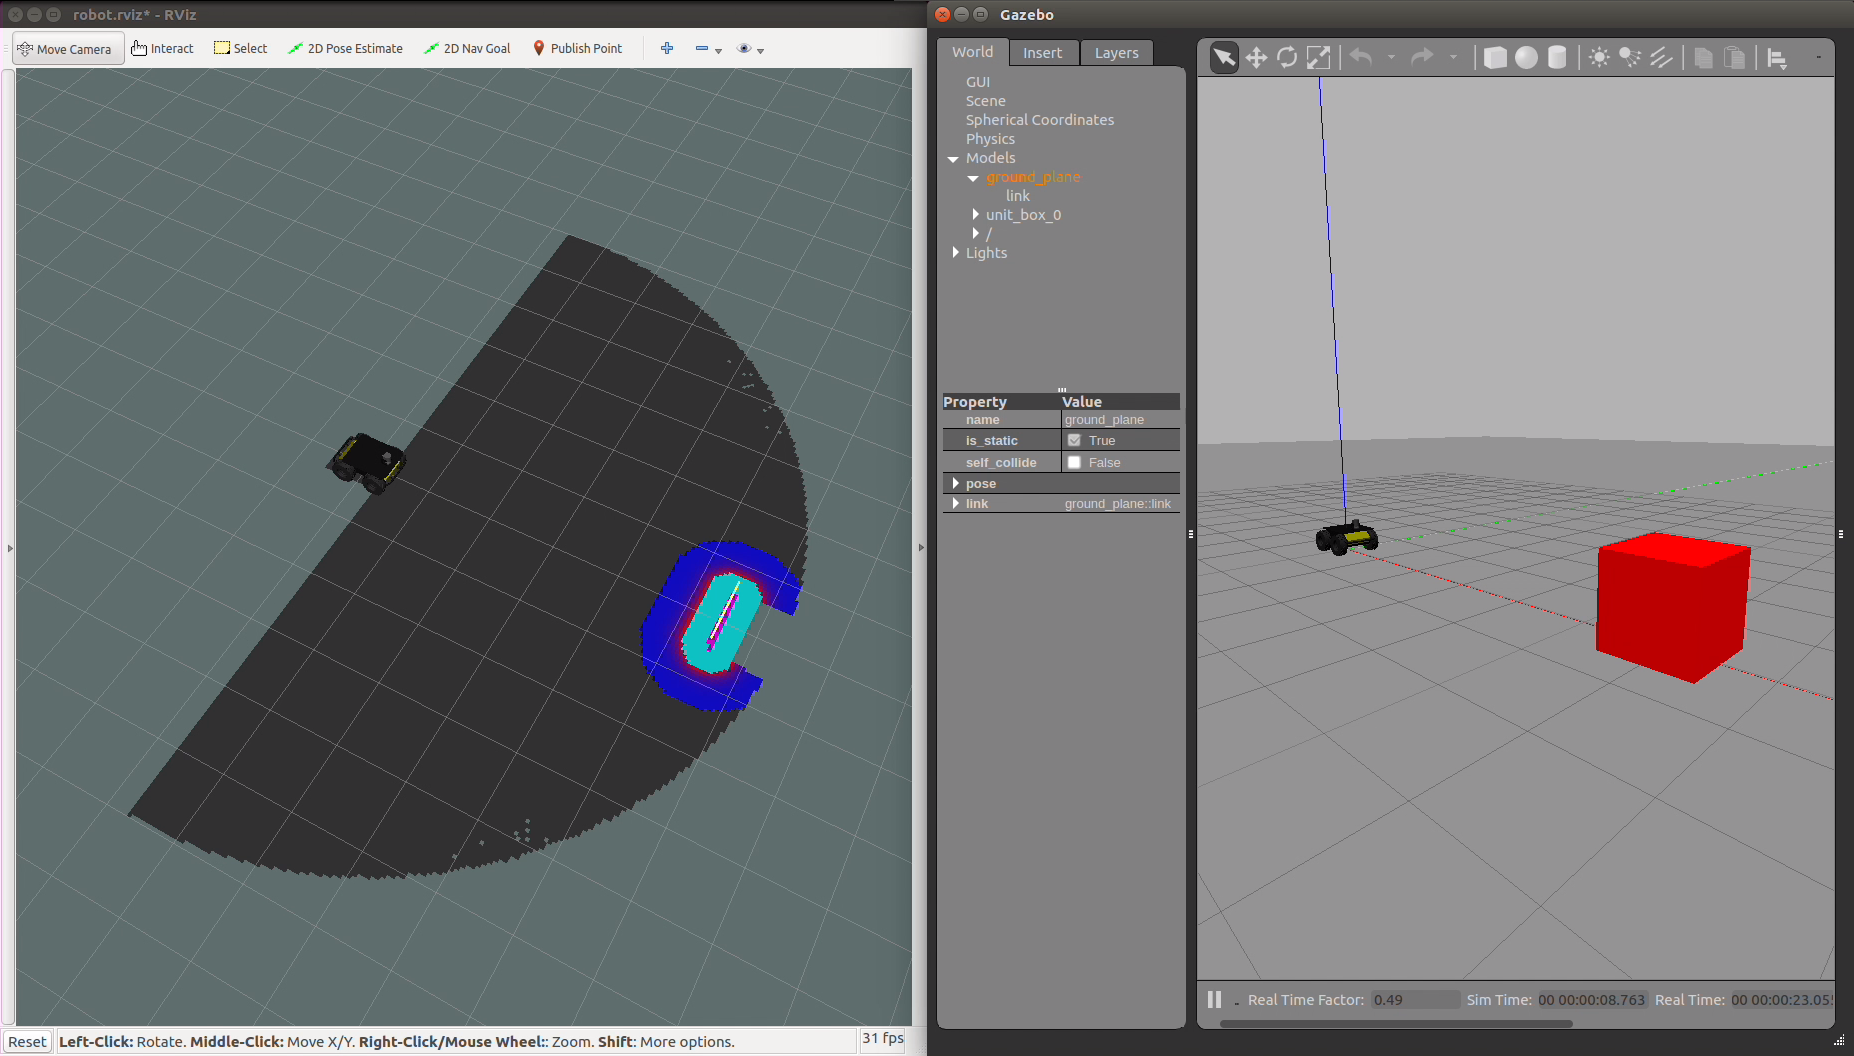 robot.rviz* - RViz
Move Camera Interact Select 2D Pose Estimate 2D Nav Goal Publish Point
Reset Left-Click: Rotate. Middle-Click: Move X/Y. Right-Click/Mouse Wheel:: Zoom. Shift: More options. 31 fps
Gazebo
World Insert Layers
GUI
Scene
Spherical Coordinates
Physics
Models
ground_plane
link
unit_box_0
/
Lights
Property Value
name ground_plane
is_static True
self_collide False
pose
link ground_plane::link
Real Time Factor: 0.49 Sim Time: 00 00:00:08.763 Real Time: 00 00:00:23.05